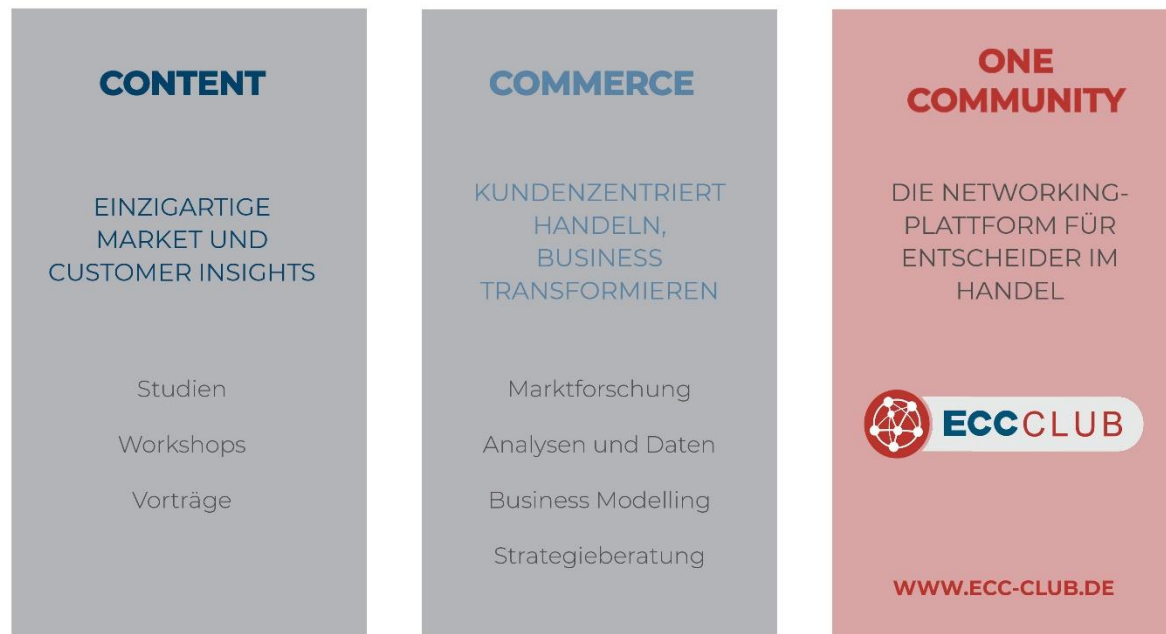 CONTENT
EINZIGARTIGE
MARKET UND
CUSTOMER INSIGHTS
Studien
Workshops
Vorträge
COMMERCE
KUNDENZENTRIERT
HANDELN,
BUSINESS
TRANSFORMIEREN
Marktforschung
Analysen und Daten
Business Modelling
Strategieberatung
ONE
COMMUNITY
DIE NETWORKING-
PLATTFORM FÜR
ENTSCHEIDER IM
HANDEL
ECCCLUB
WWW.ECC-CLUB.DE